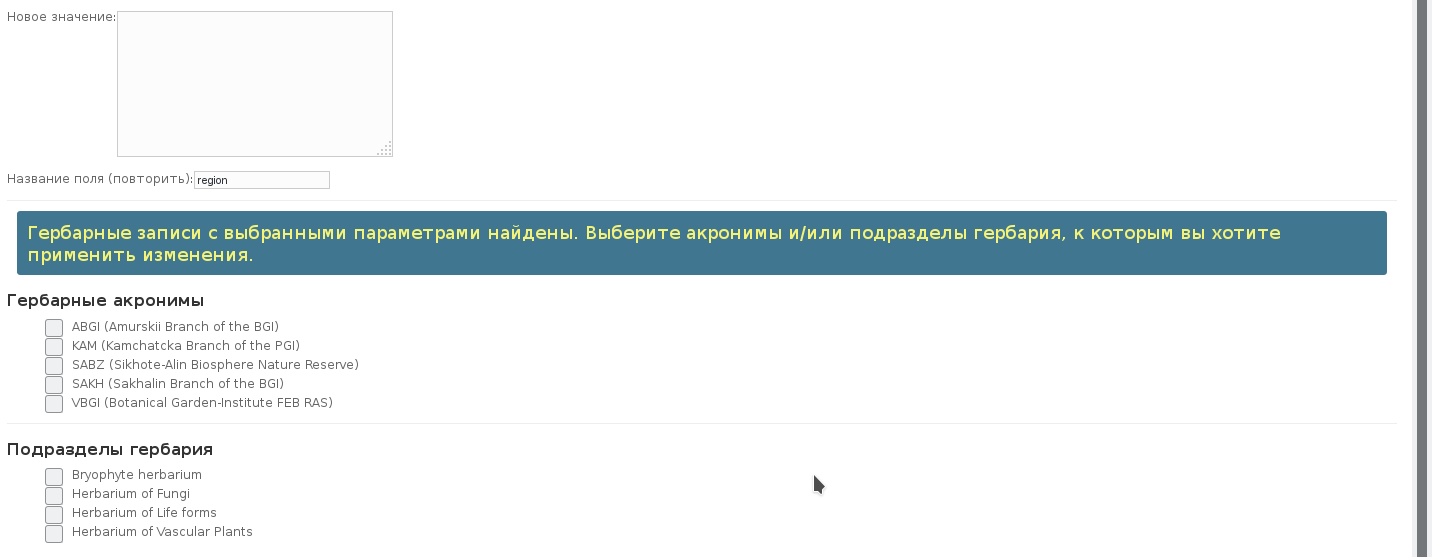 Новое значение:
Название поля (повторить): region
Гербарные записи с выбранными параметрами найдены. Выберите акронимы и/или подразделы гербария, к которым вы хотите
применить изменения.
Гербарные акронимы
ABGI (Amurskii Branch of the BGI)
KAM (Kamchatcka Branch of the PGI)
SABZ (Sikhote-Alin Biosphere Nature Reserve)
SAKH (Sakhalin Branch of the BGI)
VBGI (Botanical Garden-Institute FEB RAS)
Подразделы гербария
Bryophyte herbarium
Herbarium of Fungi
Herbarium of Life forms
Herbarium of Vascular Plants